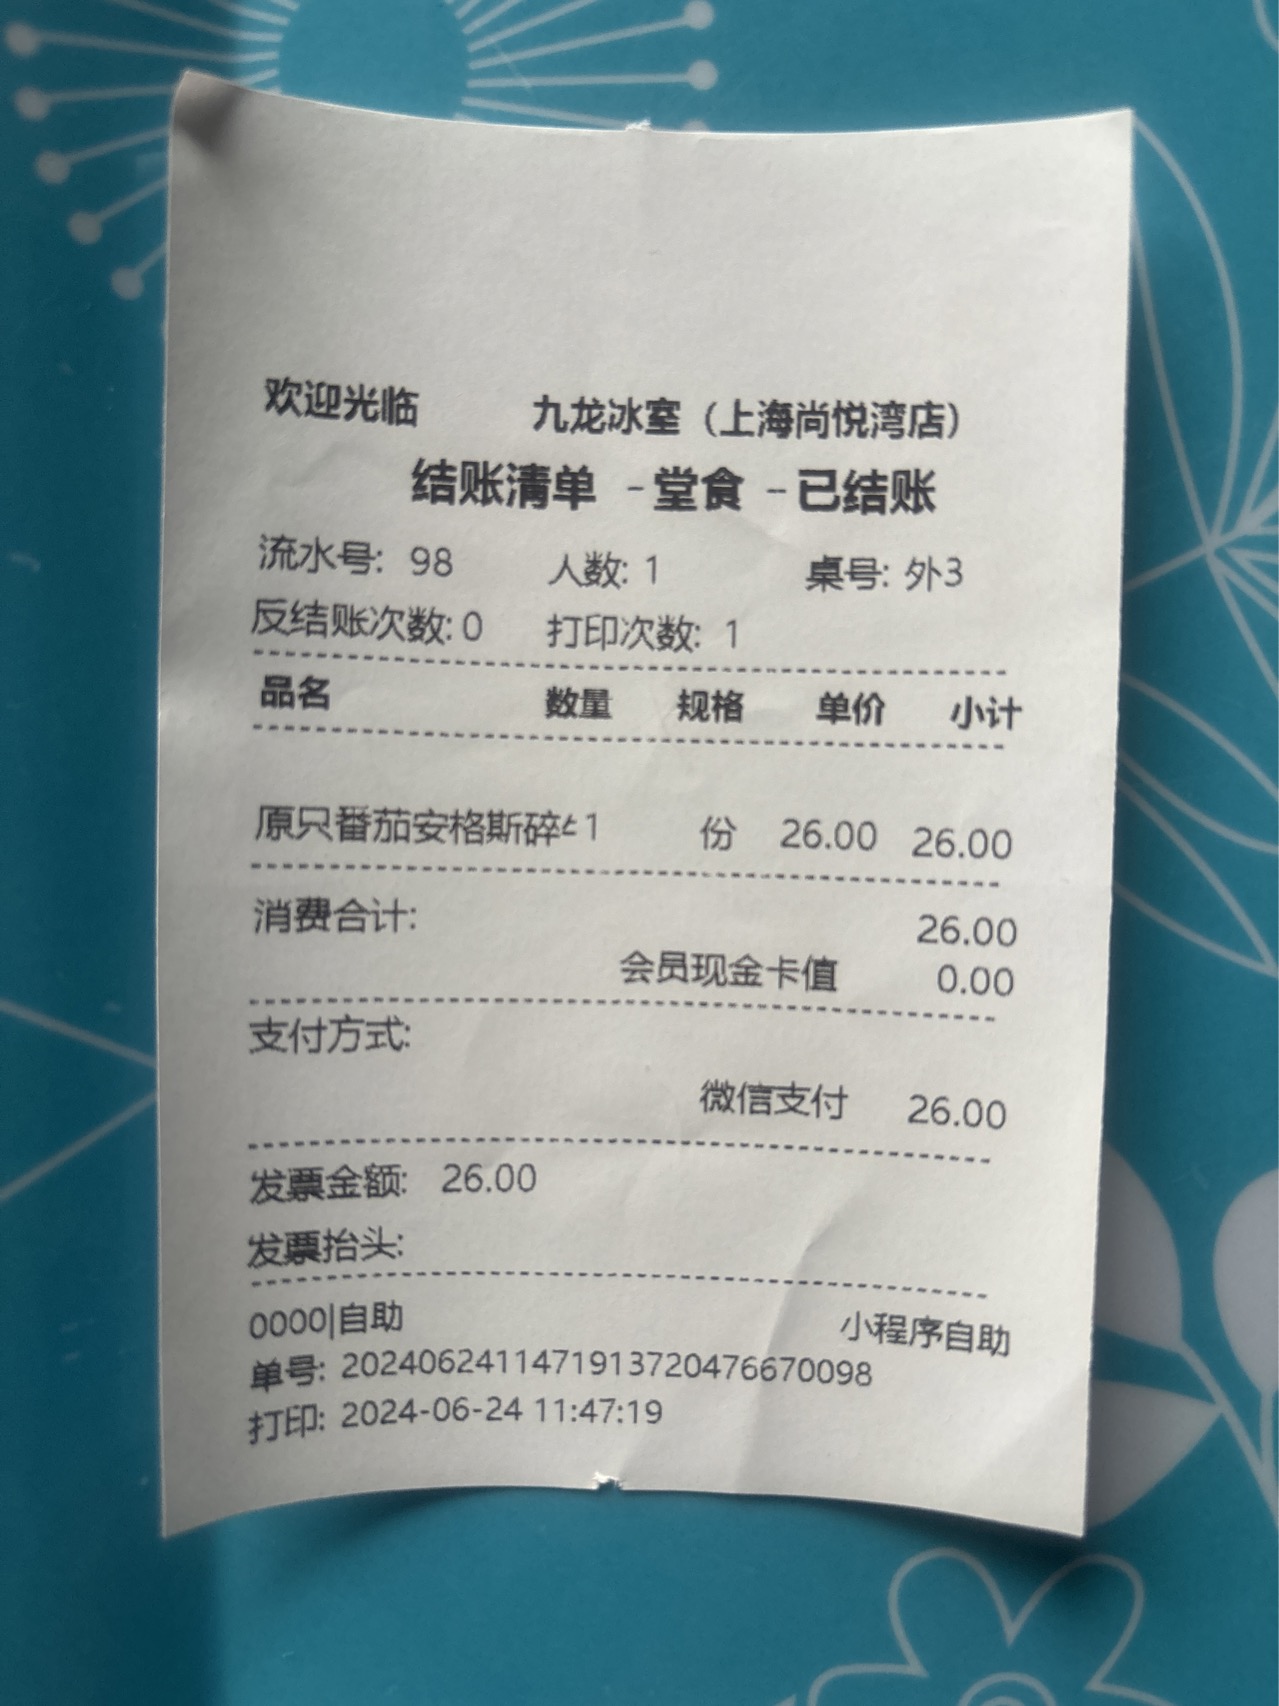 欢迎光临 九龙冰室（上海尚悦湾店）
结账清单 -堂食 -已结账
流水号: 98 人数: 1 桌号: 外3
反结账次数: 0 打印次数: 1
品名 数量 规格 单价 小计
原只番茄安格斯碎 1 份 26.00 26.00
消费合计: 26.00
会员现金卡值 0.00
支付方式:
微信支付 26.00
发票金额: 26.00
发票抬头:
0000|自助 小程序自助
单号: 2024062411471913720476670098
打印: 2024-06-24 11:47:19